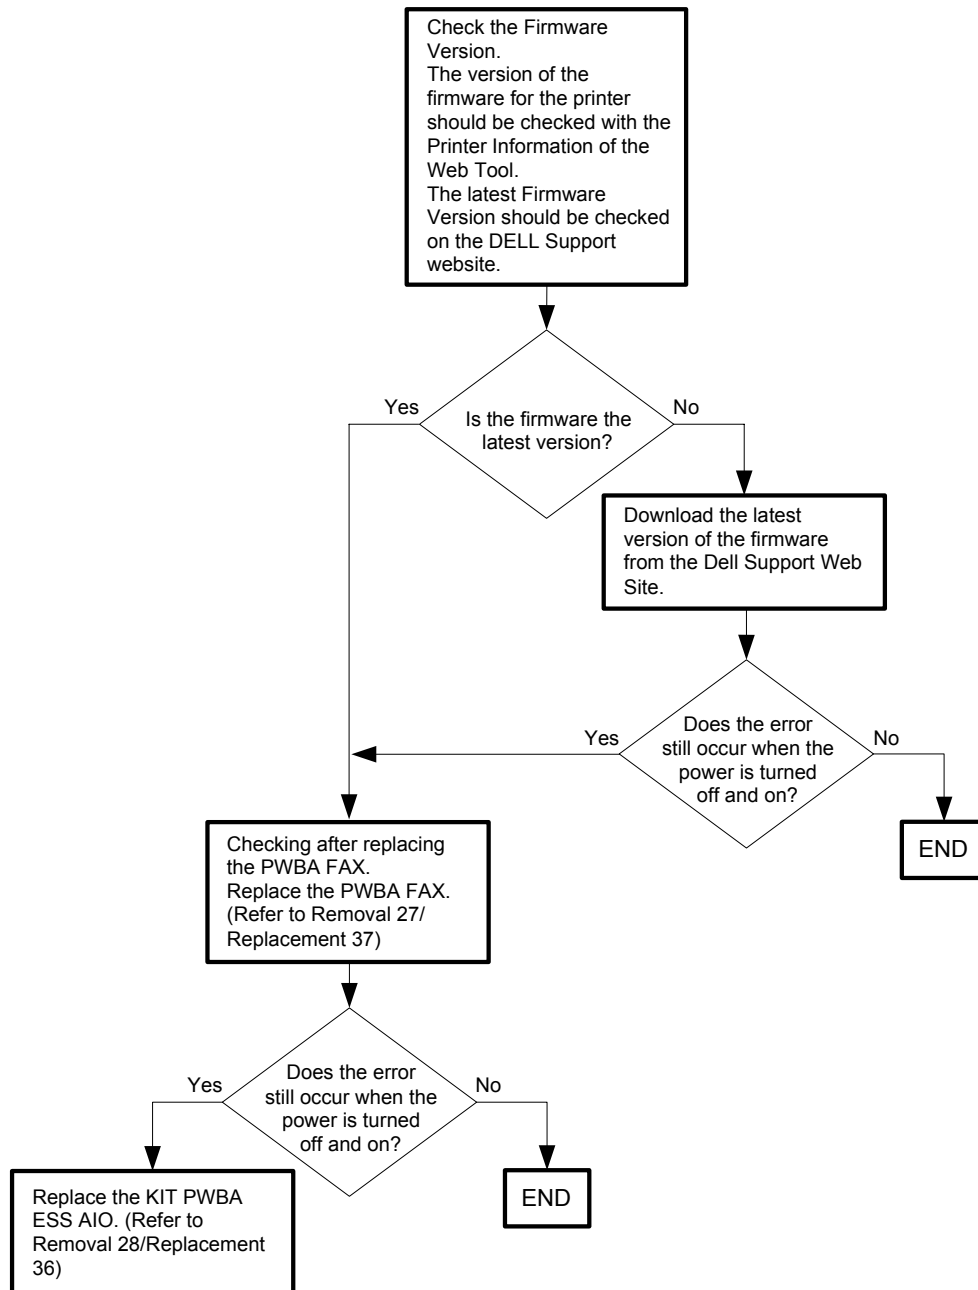 Check the Firmware
Version.
The version of the
firmware for the printer
should be checked with the
Printer Information of the
Web Tool.
The latest Firmware
Version should be checked
on the DELL Support
website.
Yes
Is the firmware the
latest version?
No
Download the latest
version of the firmware
from the Dell Support Web
Site.
Yes
Does the error
still occur when the
power is turned
off and on?
No
END
Checking after replacing
the PWBA FAX.
Replace the PWBA FAX.
(Refer to Removal 27/
Replacement 37)
Yes
Does the error
still occur when the
power is turned
off and on?
No
END
Replace the KIT PWBA
ESS AIO. (Refer to
Removal 28/Replacement
36)